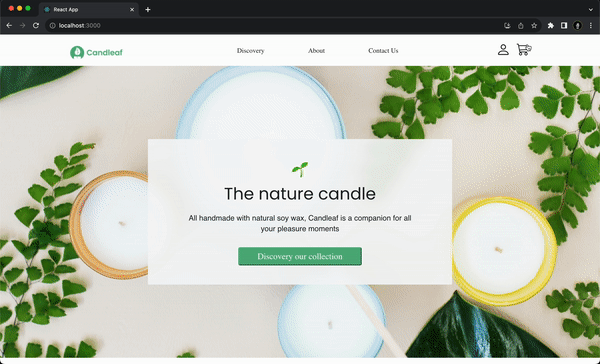 React App
localhost:3000
Candleaf
Discovery
About
Contact Us
The nature candle
All handmade with natural soy wax, Candleaf is a companion for all
your pleasure moments
Discovery our collection